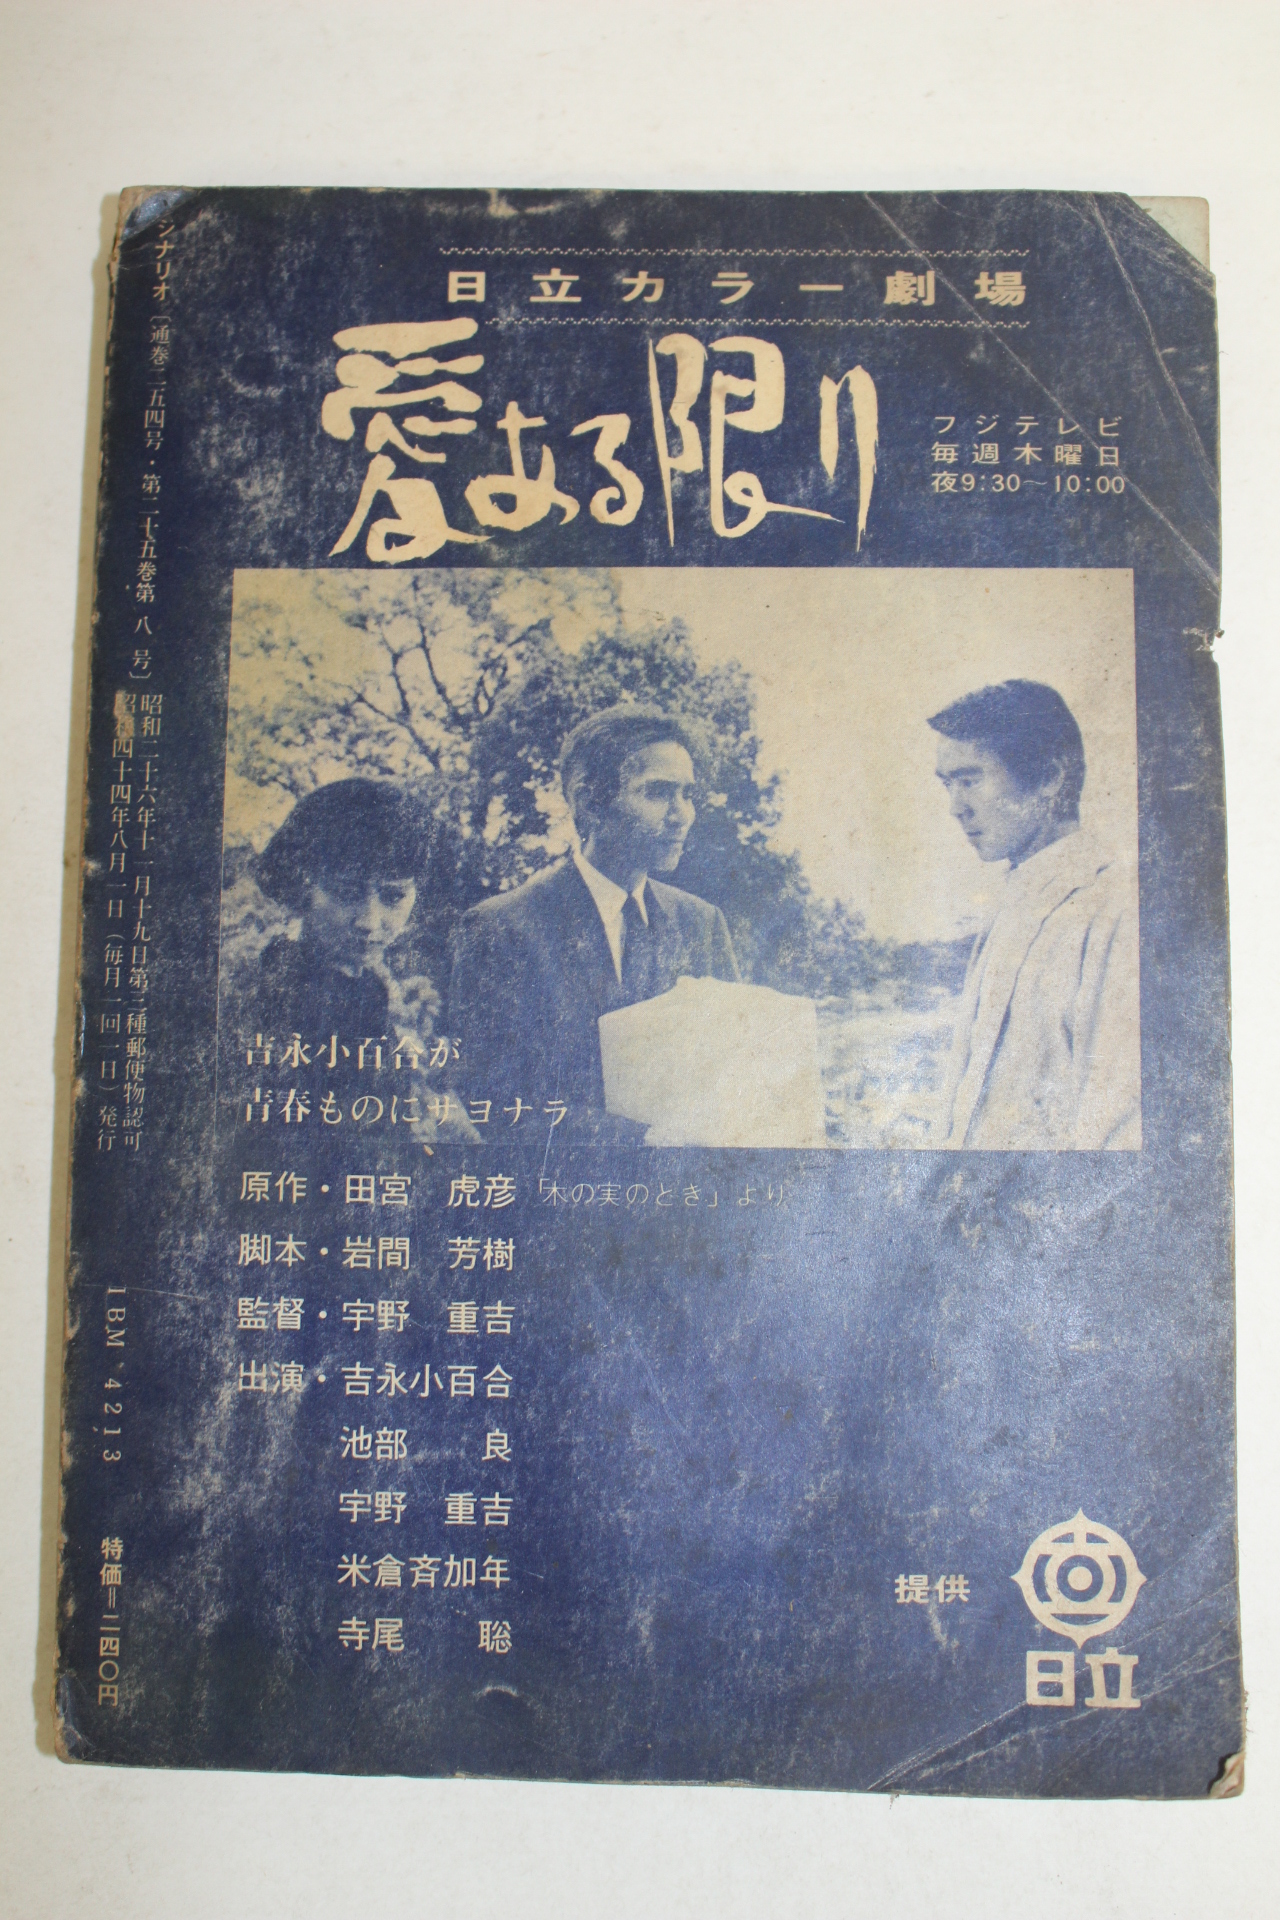 日立カラー劇場
愛ある限り
フジテレビ
毎週木曜日
夜9:30〜10:00
吉永小百合が
青春ものにサヨナラ
原作・田宮 虎彦「木の実のとき」より
脚本・岩間 芳樹
監督・宇野 重吉
出演・吉永小百合
池部 良
宇野 重吉
米倉斉加年
寺尾 聡
提供
日立
シナリオ〔通巻二五四号・第二十五巻第八号〕
昭和二十六年十一月十九日第三種郵便物認可
昭和四十四年八月一日(毎月一回一日)発行
IBM 4213
特価=二四〇円